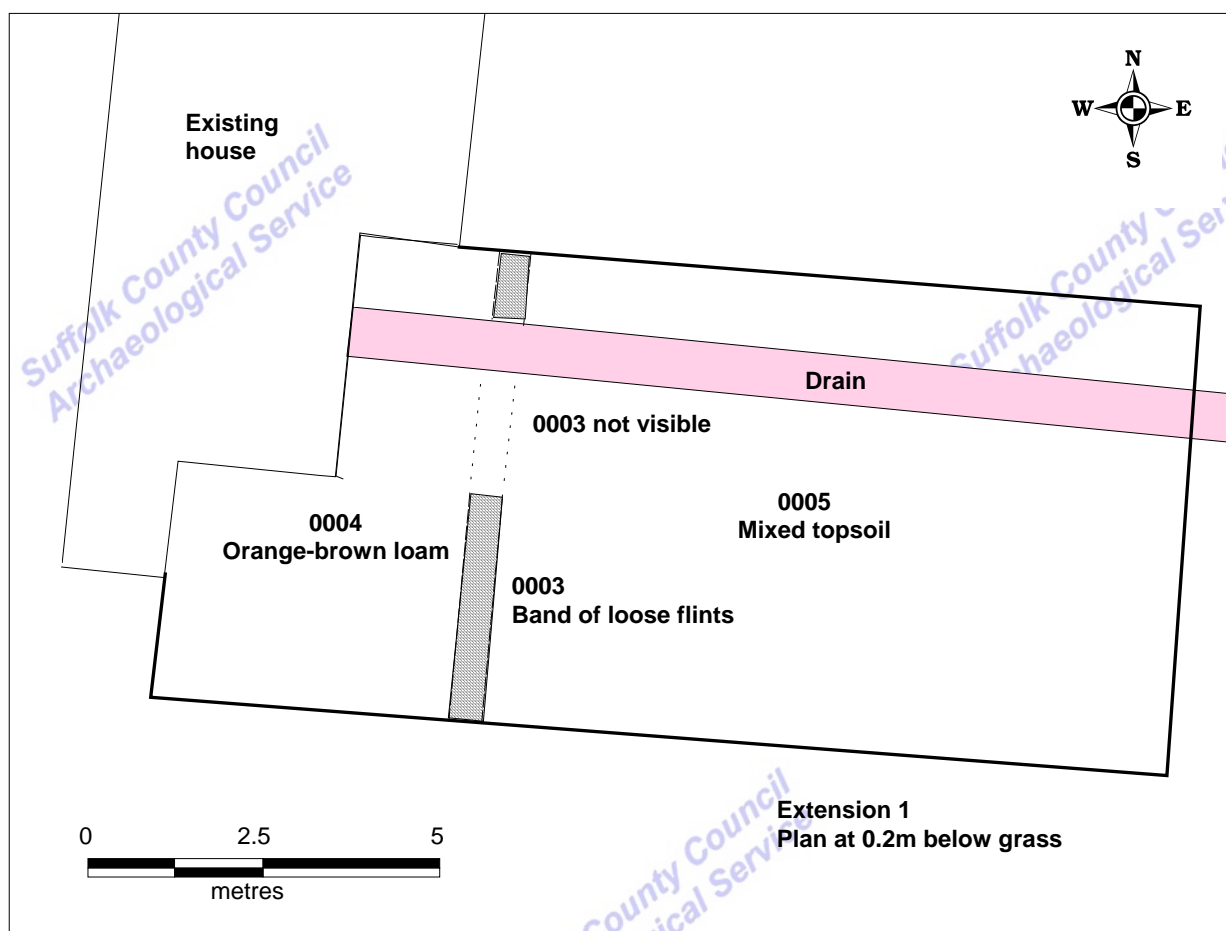 N
W E
S
Existing
house
Suffolk County Council
Archaeological Service
Suffolk County
Archaeological Ser
Drain
0003 not visible
0005
Mixed topsoil
0004
Orange-brown loam
0003
Band of loose flints
Extension 1
Plan at 0.2m below grass
0 2.5 5
metres
County Council
Service